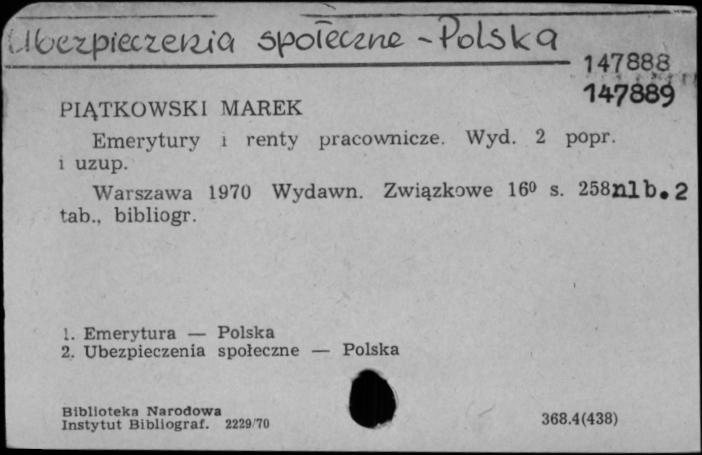 Ubezpieczenia społeczne - Polska
147888
147889
PIĄTKOWSKI MAREK
Emerytury i renty pracownicze. Wyd. 2 popr.
i uzup.
Warszawa 1970 Wydawn. Związkowe 16⁰ s. 258nlb.2
tab., bibliogr.
1. Emerytura — Polska
2. Ubezpieczenia społeczne — Polska
Biblioteka Narodowa
Instytut Bibliograf. 2229/70
368.4(438)